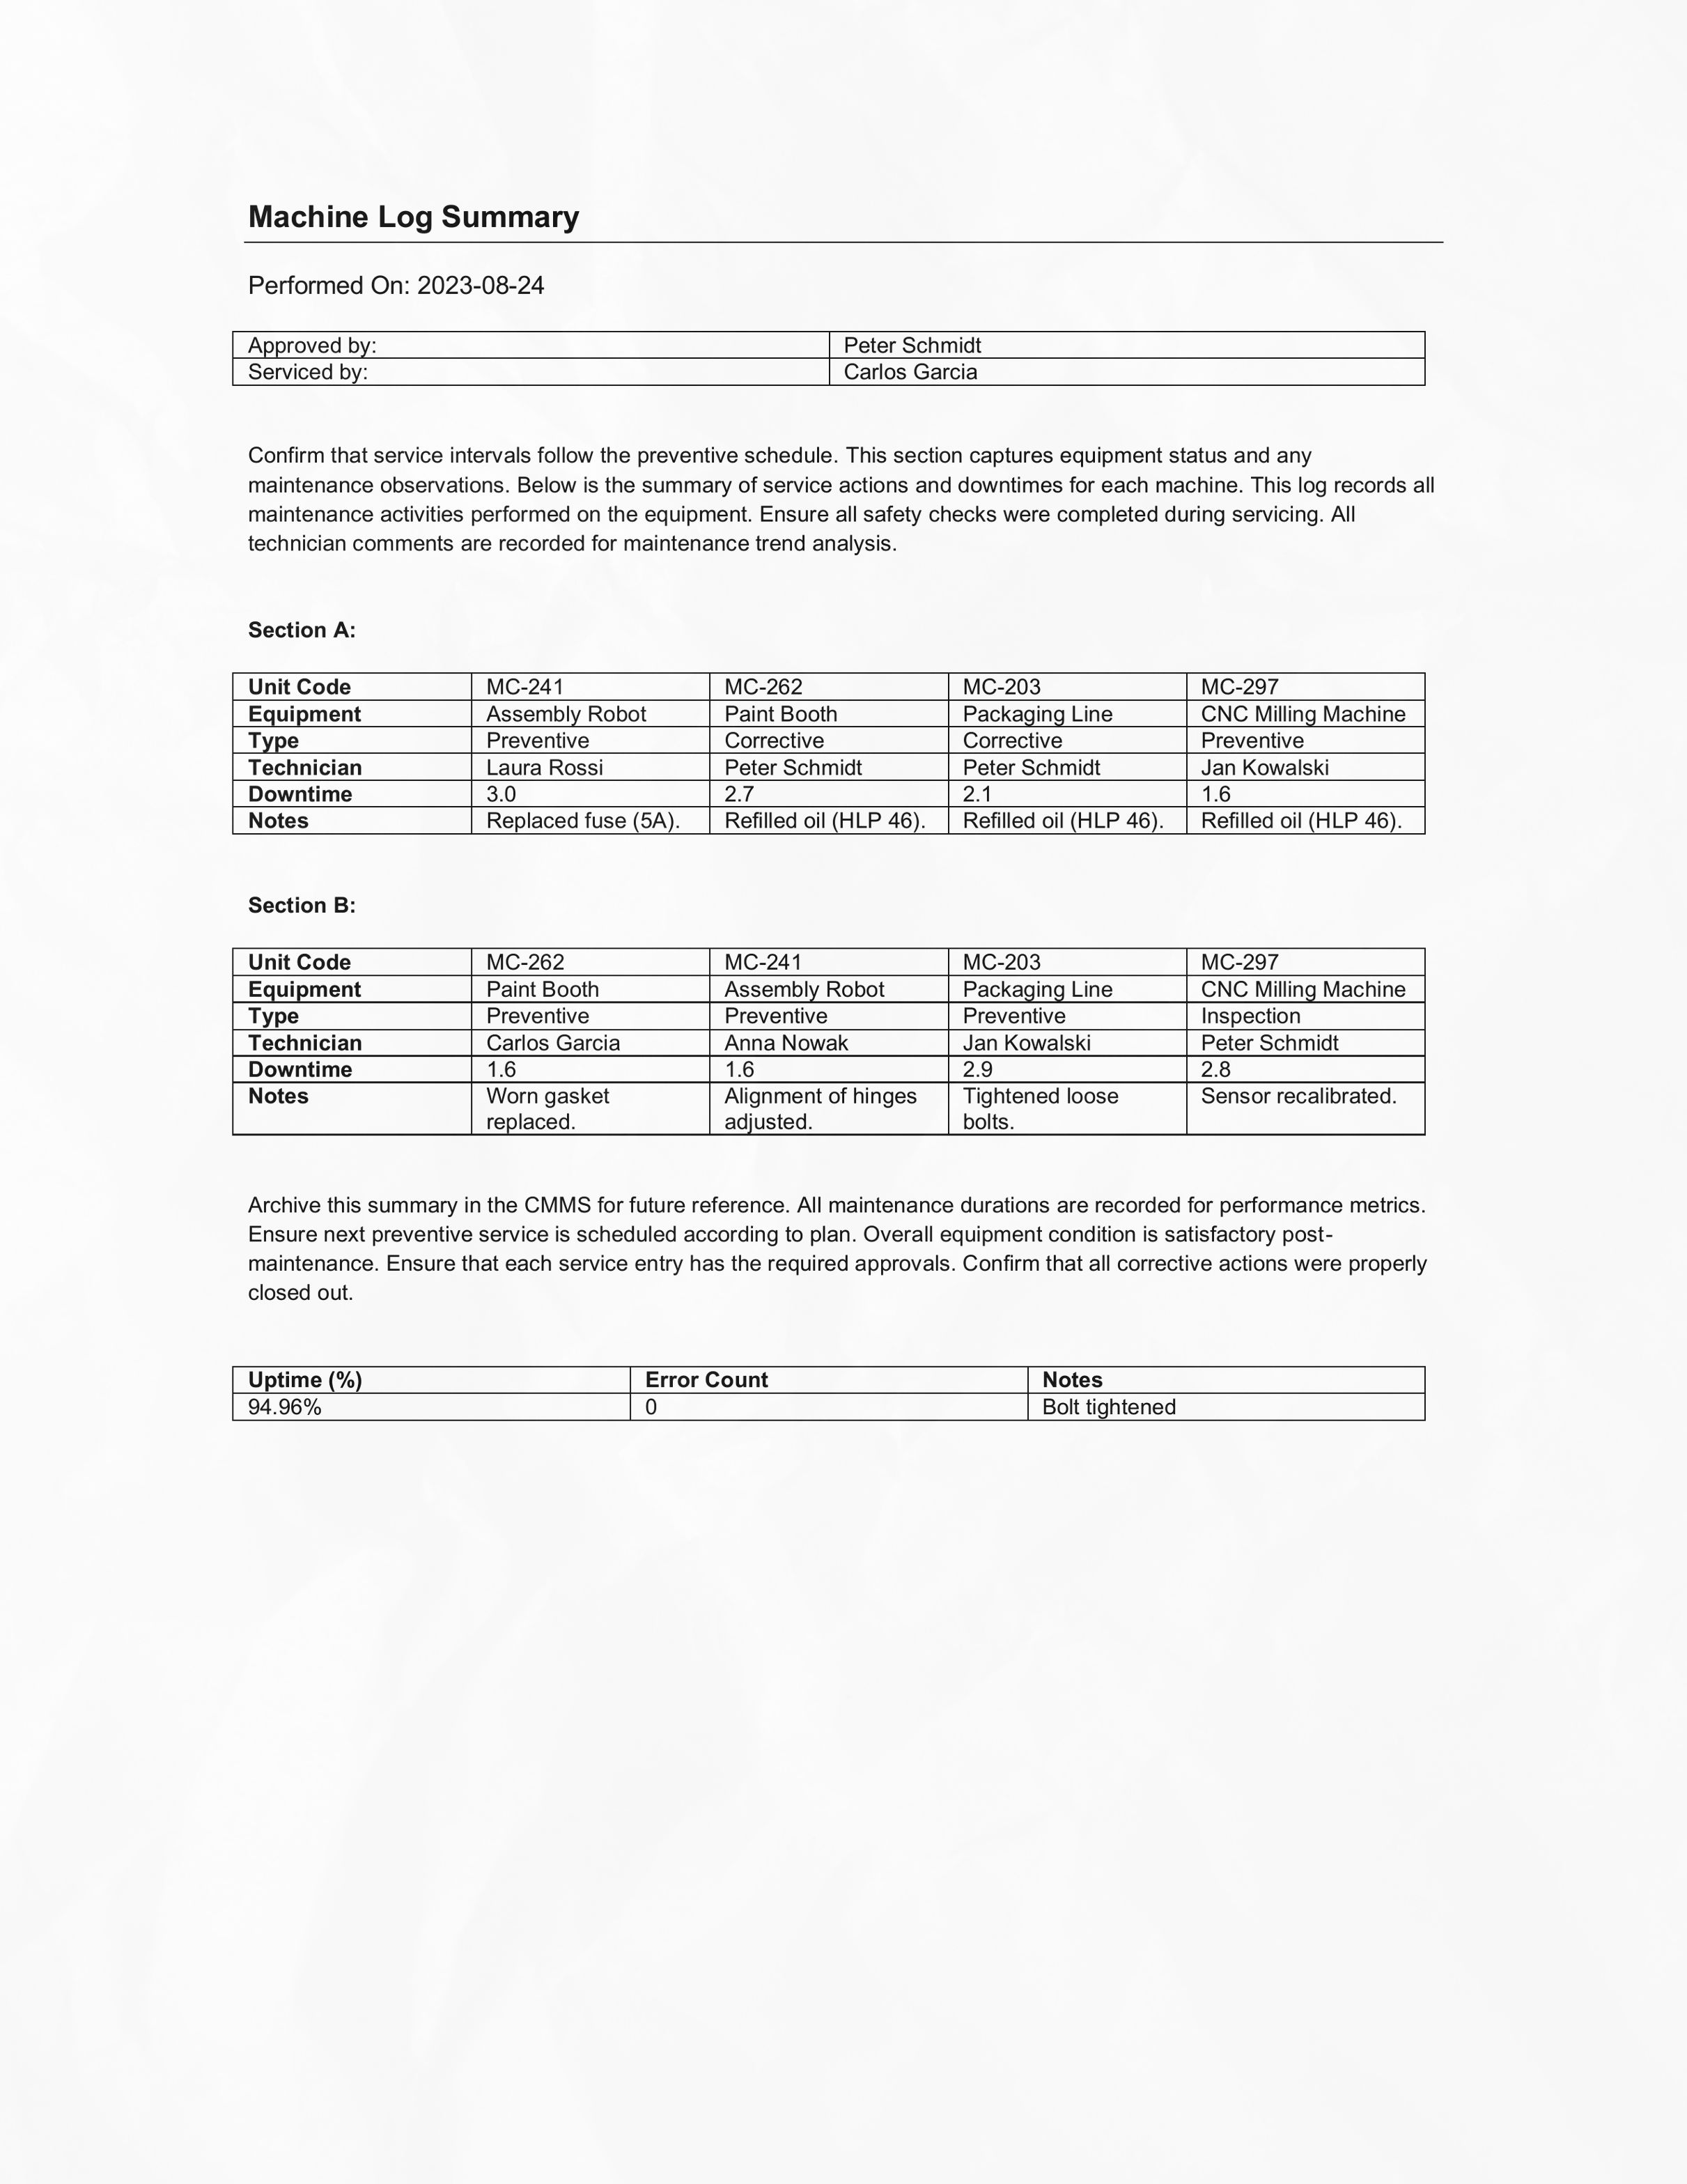 Machine Log Summary
Performed On: 2023-08-24
Approved by: Peter Schmidt
Serviced by: Carlos Garcia
Confirm that service intervals follow the preventive schedule. This section captures equipment status and any
maintenance observations. Below is the summary of service actions and downtimes for each machine. This log records all
maintenance activities performed on the equipment. Ensure all safety checks were completed during servicing. All
technician comments are recorded for maintenance trend analysis.
Section A:
Unit Code MC-241 MC-262 MC-203 MC-297
Equipment Assembly Robot Paint Booth Packaging Line CNC Milling Machine
Type Preventive Corrective Corrective Preventive
Technician Laura Rossi Peter Schmidt Peter Schmidt Jan Kowalski
Downtime 3.0 2.7 2.1 1.6
Notes Replaced fuse (5A). Refilled oil (HLP 46). Refilled oil (HLP 46). Refilled oil (HLP 46).
Section B:
Unit Code MC-262 MC-241 MC-203 MC-297
Equipment Paint Booth Assembly Robot Packaging Line CNC Milling Machine
Type Preventive Preventive Preventive Inspection
Technician Carlos Garcia Anna Nowak Jan Kowalski Peter Schmidt
Downtime 1.6 1.6 2.9 2.8
Notes Worn gasket Alignment of hinges Tightened loose Sensor recalibrated.
replaced. adjusted. bolts.
Archive this summary in the CMMS for future reference. All maintenance durations are recorded for performance metrics.
Ensure next preventive service is scheduled according to plan. Overall equipment condition is satisfactory post-
maintenance. Ensure that each service entry has the required approvals. Confirm that all corrective actions were properly
closed out.
Uptime (%) Error Count Notes
94.96% 0 Bolt tightened